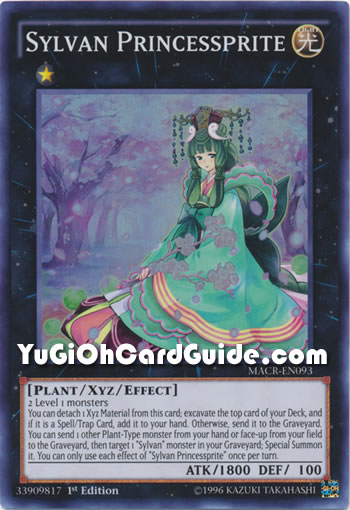 SYLVAN PRINCESSPRITE
LIGHT
光
YuGiOhCardGuide.com
MACR-EN093
[PLANT/XYZ/EFFECT]
2 Level 1 monsters
You can detach 1 Xyz Material from this card; excavate the top card of your Deck, and
if it is a Spell/Trap Card, add it to your hand. Otherwise, send it to the Graveyard.
You can send 1 other Plant-Type monster from your hand or face-up from your field
to the Graveyard, then target 1 "Sylvan" monster in your Graveyard; Special Summon
it. You can only use each effect of "Sylvan Princessprite" once per turn.
ATK/1800 DEF/ 100
33909817 1st Edition ©1996 KAZUKI TAKAHASHI